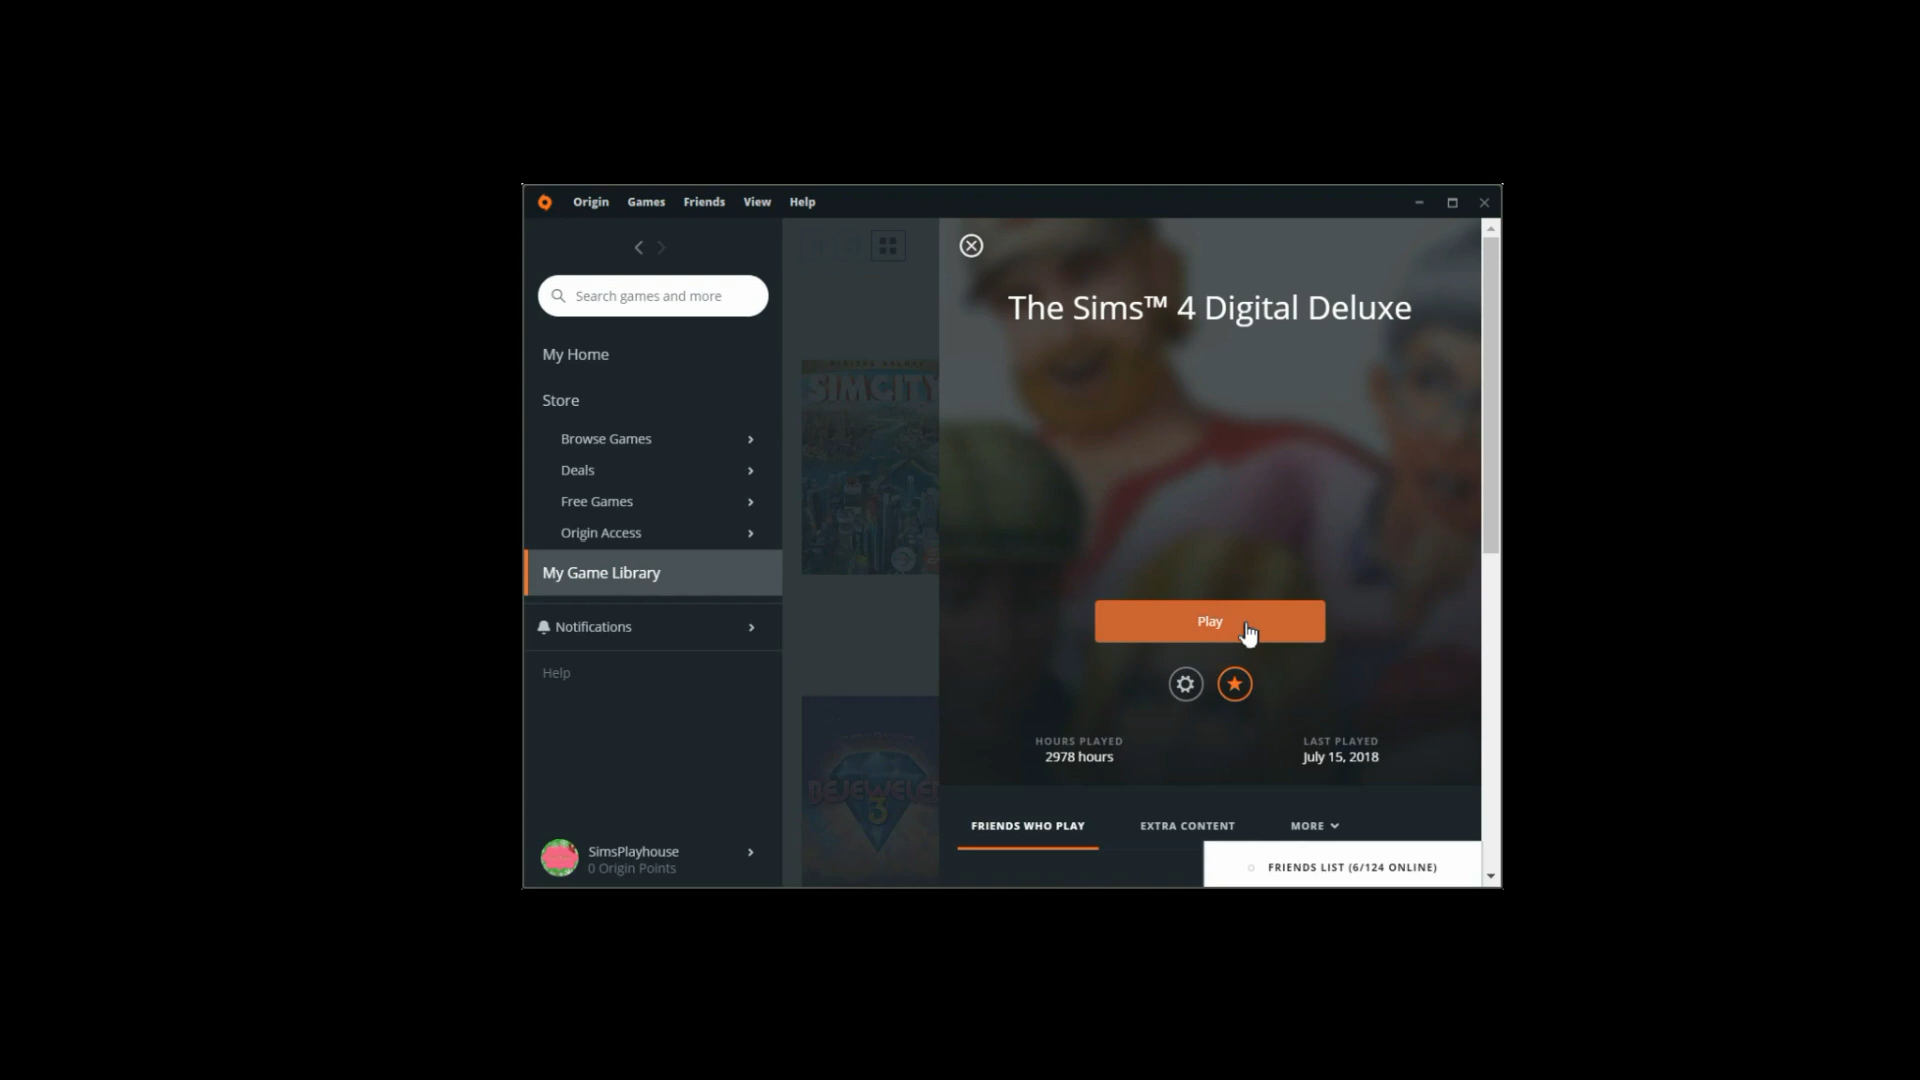 Origin Games Friends View Help
Search games and more
My Home
Store
Browse Games
Deals
Free Games
Origin Access
My Game Library
Notifications
Help
SimsPlayhouse
0 Origin Points
SIMCITY
BEJEWELED
3
The Sims™ 4 Digital Deluxe
Play
HOURS PLAYED
2978 hours
LAST PLAYED
July 15, 2018
FRIENDS WHO PLAY
EXTRA CONTENT
MORE
FRIENDS LIST (6/124 ONLINE)